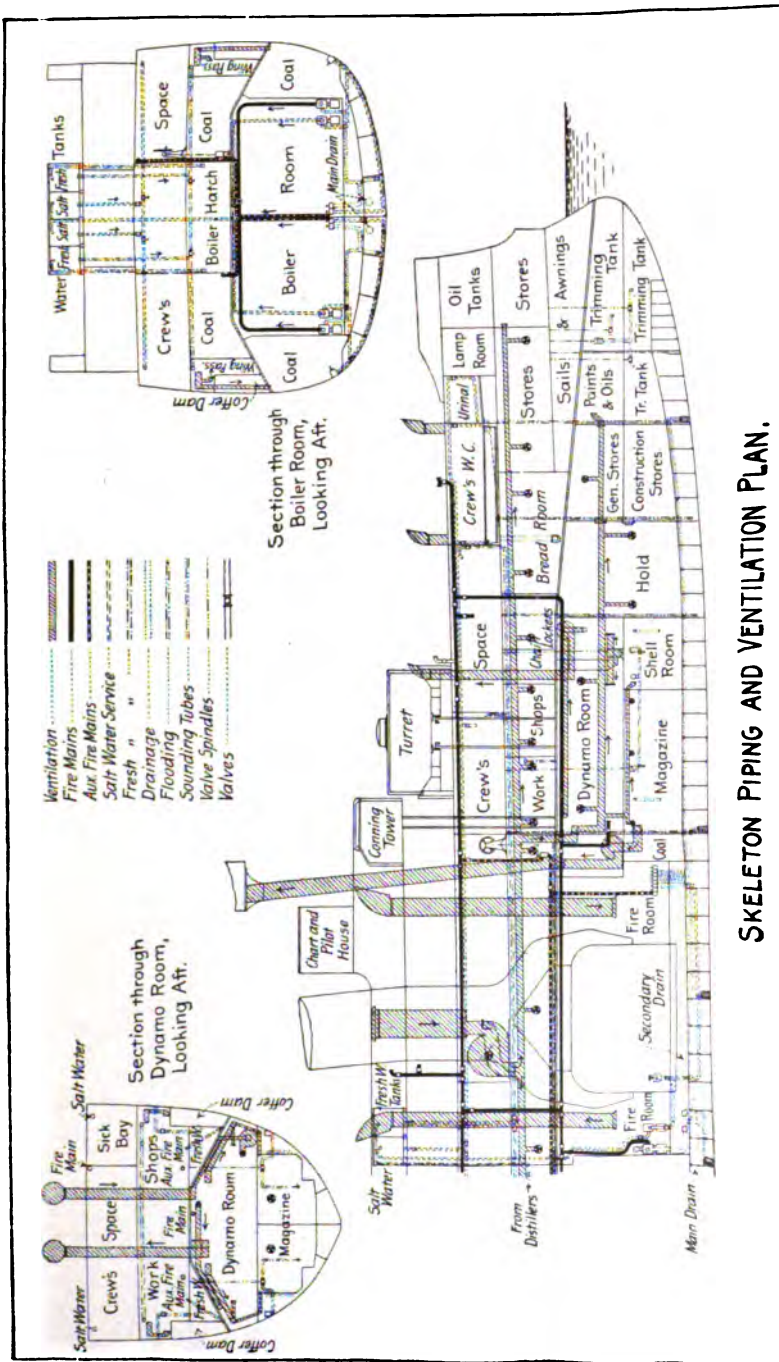 Section through
Dynamo Room,
Looking Aft.
Salt Water
Fire
Main
Salt Water
Crew's
Space
Sick
Bay
Work
Shops
Aux. Fire
Main
Fire
Main
Aux. Fire
Main
Fresh W.
Fresh W.
Dynamo Room
Magazine
Coffer Dam
Coffer Dam
Ventilation
Fire Mains
Aux. Fire Mains
Salt Water Service
Fresh " "
Drainage
Flooding
Sounding Tubes
Valve Spindles
Valves
Section through
Boiler Room,
Looking Aft.
Water Tanks
Fresh Salt Salt Fresh
Crew's Space
Coal Boiler Hatch Coal
Wing Pass.
Wing Pass.
Coffer Dam
Coal Boiler Room Coal
Main Drain
Salt
Water
Fresh W.
Tanks
Chart and
Pilot
House
Conning
Tower
Turret
Crew's Space
Crew's W.C.
Urinal
Lamp
Room
Oil
Tanks
From
Distillers
Work Shops
Chain
Lockers
Bread Room
Stores
Stores
Sails & Awnings
Fire
Room
Secondary
Drain
Fire
Room
Coal
Dynamo Room
Magazine
Shell
Room
Hold
Gen. Stores
Construction
Stores
Paints
& Oils
Tr. Tank
Trimming
Tank
Trimming Tank
Main Drain
SKELETON PIPING AND VENTILATION PLAN.